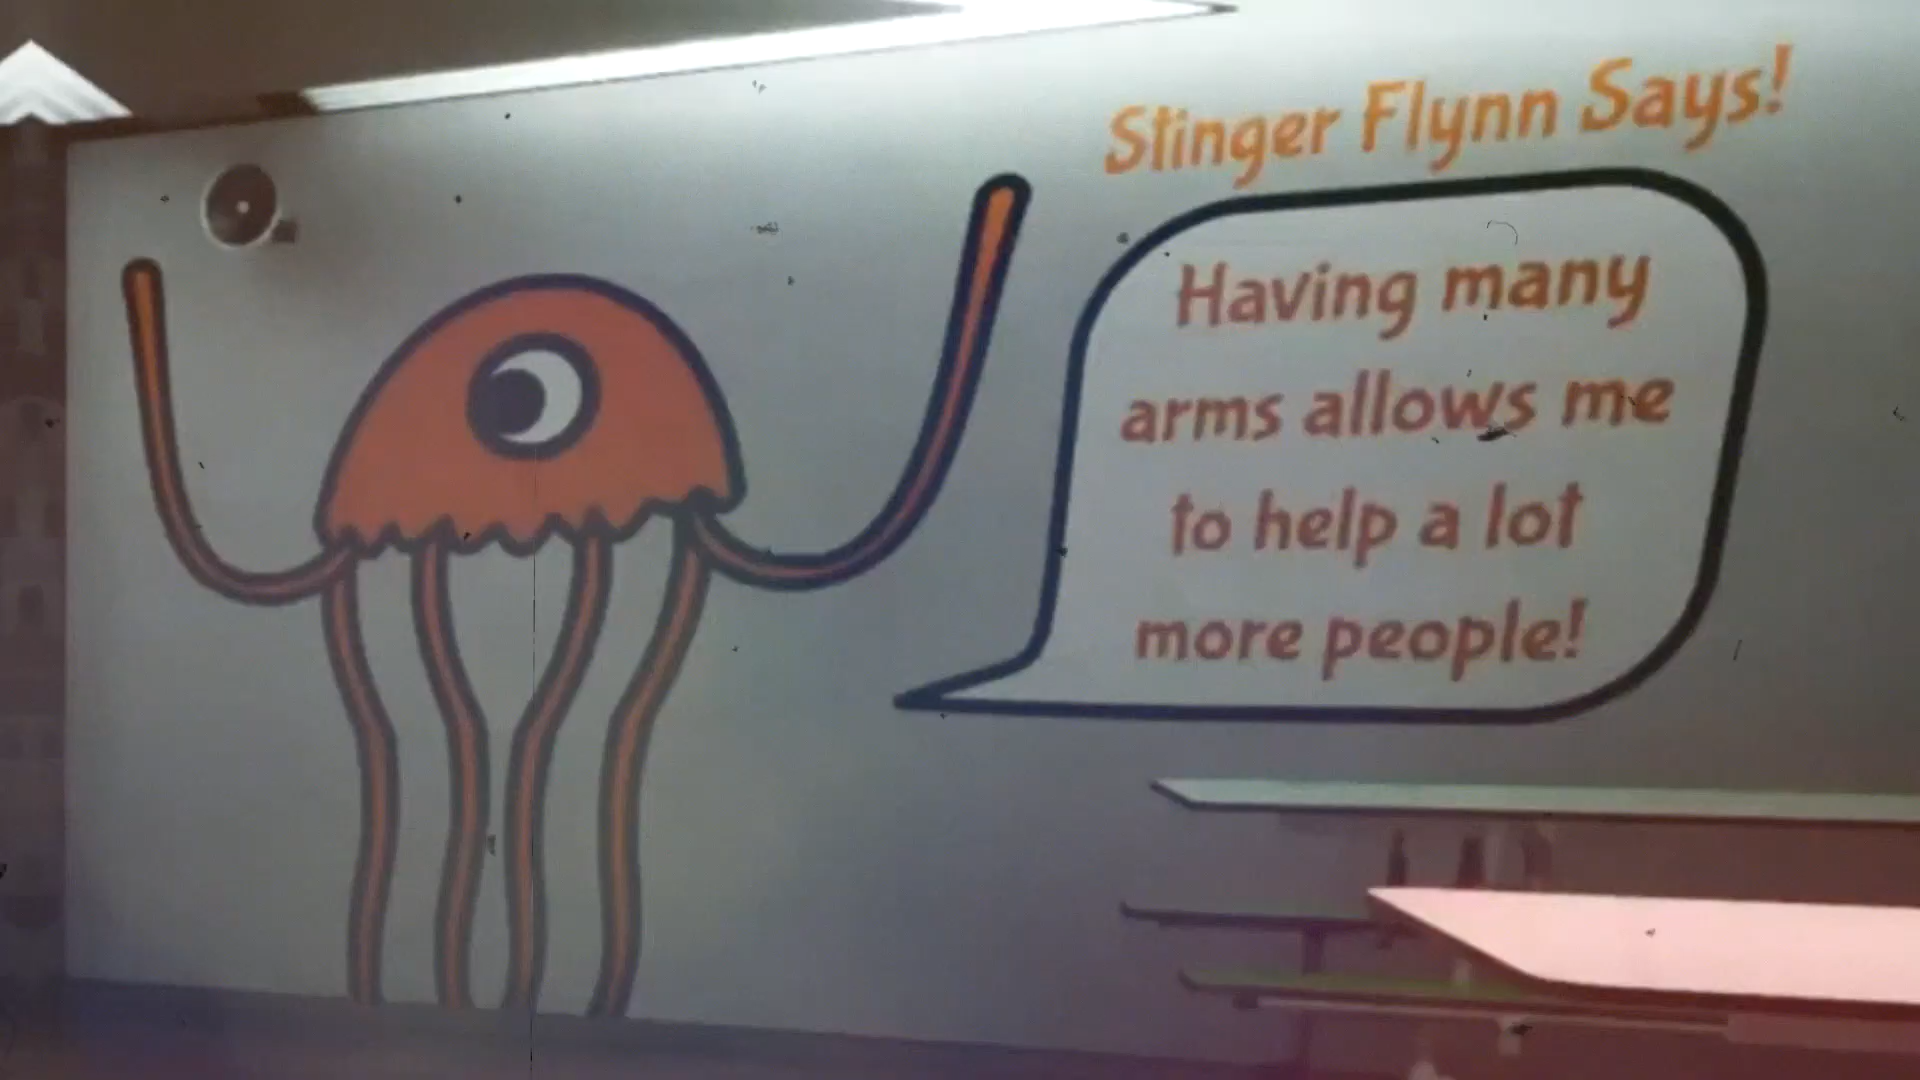 Stinger Flynn Says!
Having many
arms allows me
to help a lot
more people!